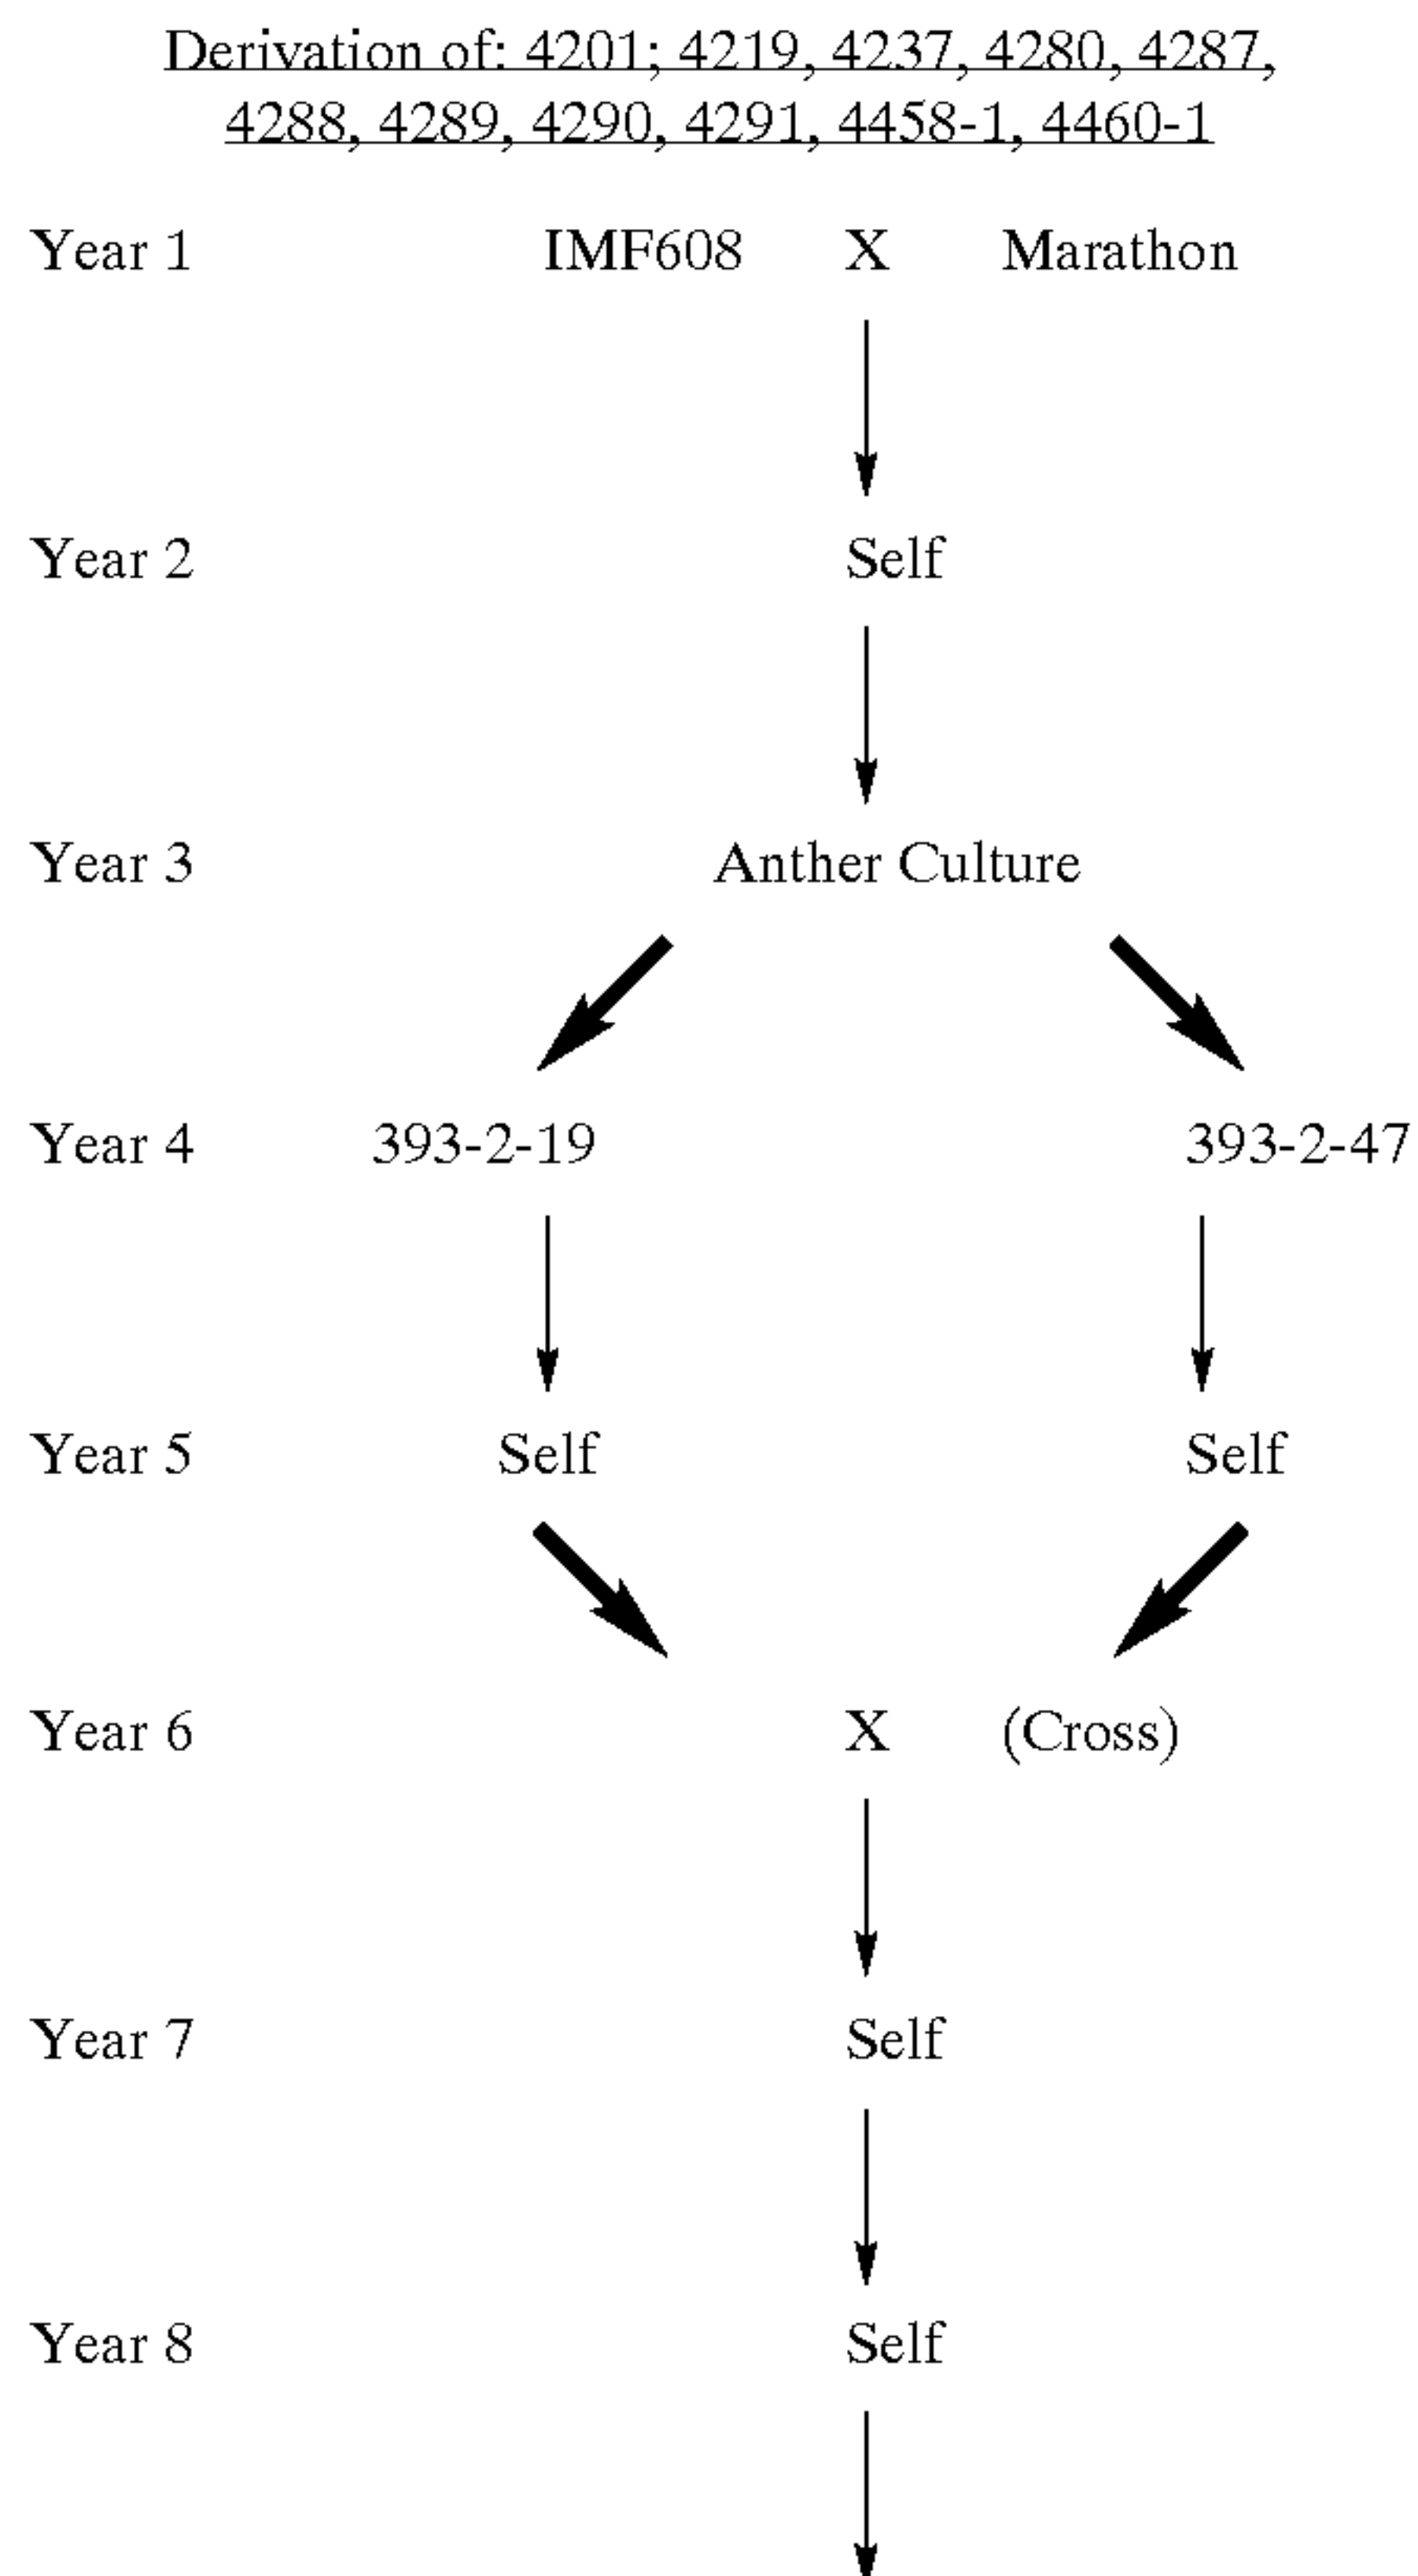 Derivation of: 4201; 4219, 4237, 4280, 4287,
4288, 4289, 4290, 4291, 4458-1, 4460-1
Year 1 IMF608 X Marathon
Year 2 Self
Year 3 Anther Culture
Year 4 393-2-19 393-2-47
Year 5 Self Self
Year 6 X (Cross)
Year 7 Self
Year 8 Self